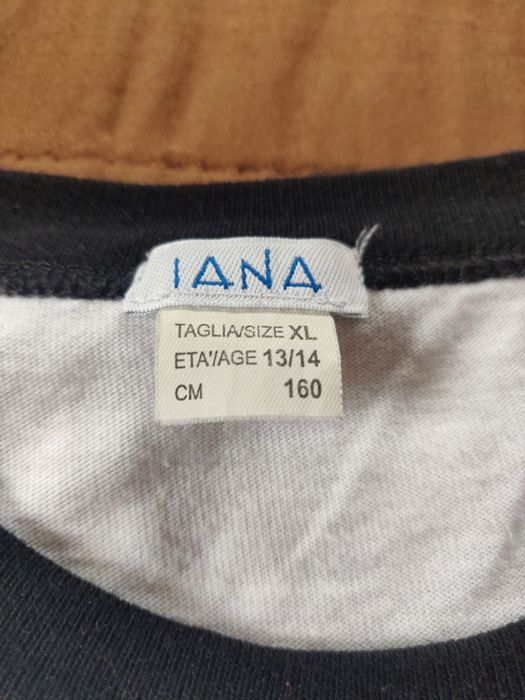 IANA
TAGLIA/SIZE XL
ETA'/AGE 13/14
CM 160